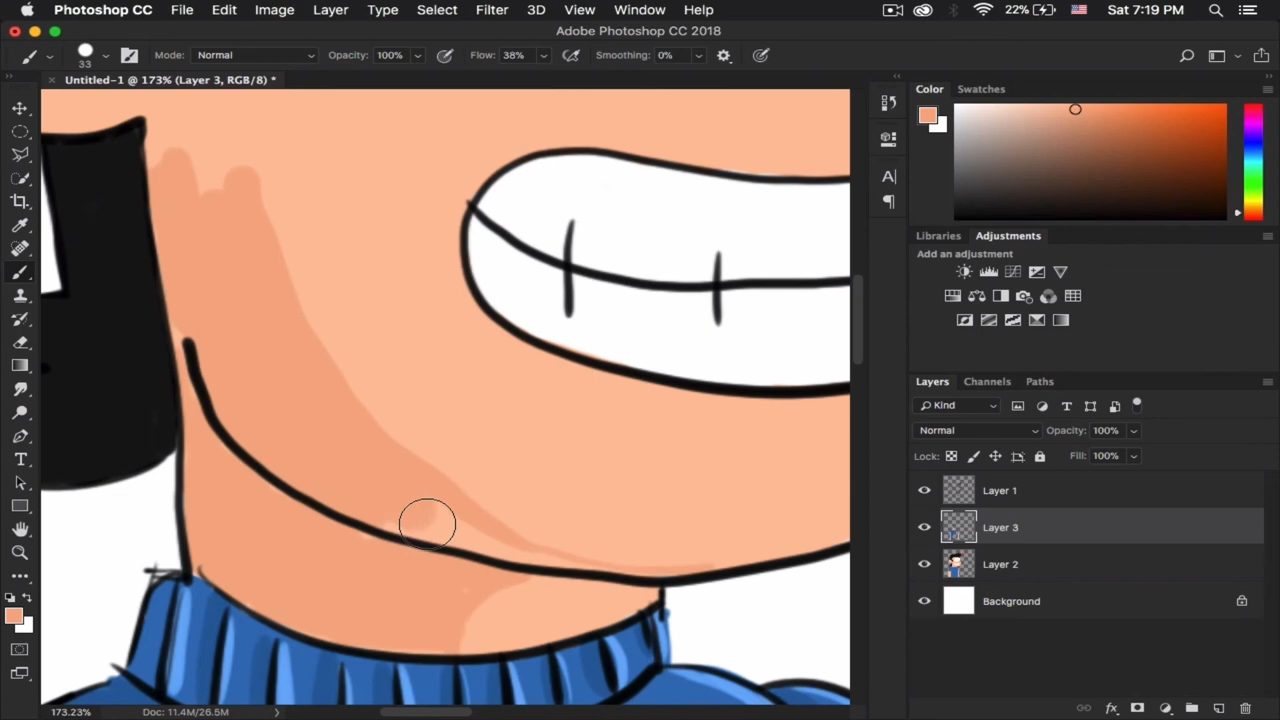 Photoshop CC File Edit Image Layer Type Select Filter 3D View Window Help 22% Sat 7:19 PM
Adobe Photoshop CC 2018
33 Mode: Normal Opacity: 100% Flow: 38% Smoothing: 0%
Untitled-1 @ 173% (Layer 3, RGB/8) *
Color Swatches
Libraries Adjustments
Add an adjustment
Layers Channels Paths
Kind
Normal Opacity: 100%
Lock: Fill: 100%
Layer 1
Layer 3
Layer 2
Background
173.23% Doc: 11.4M/26.5M